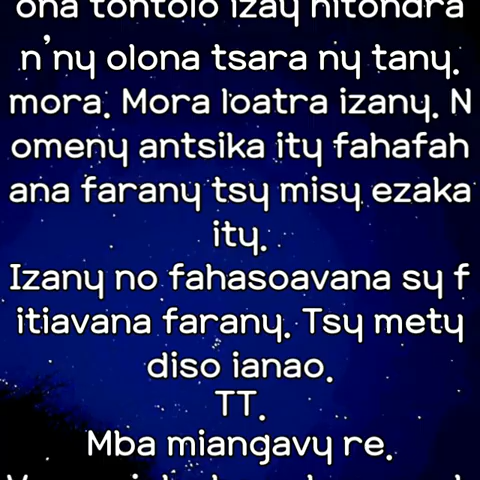 ona tontolo izay nitondra
n'ny olona tsara ny tany.
mora. Mora loatra izany. N
omeny antsika ity fahafah
ana farany tsy misy ezaka
ity.
Izany no fahasoavana sy f
itiavana farany. Tsy mety
diso ianao.
TT.
Mba miangavy re.